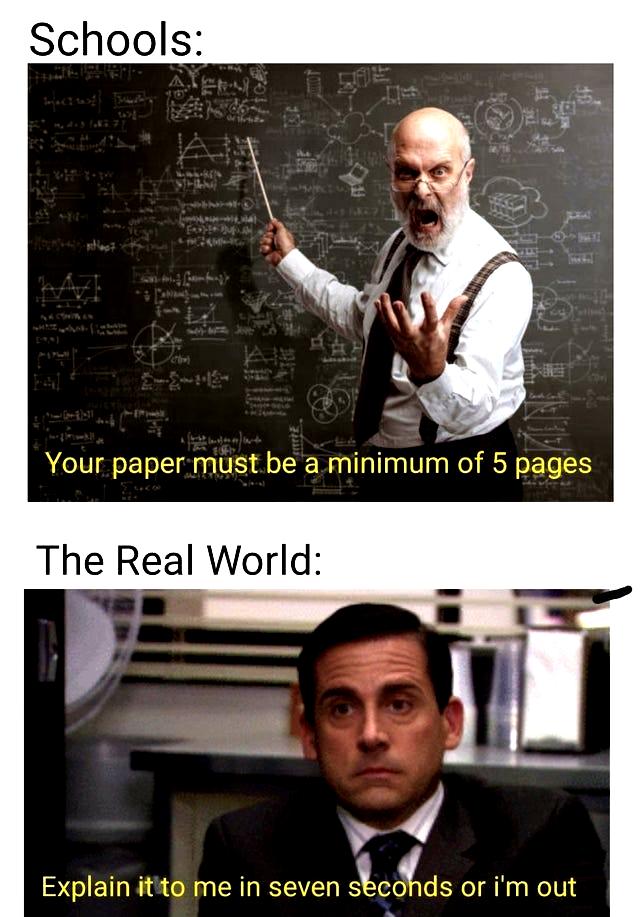 Schools:
Your paper must be a minimum of 5 pages
The Real World:
Explain it to me in seven seconds or i'm out